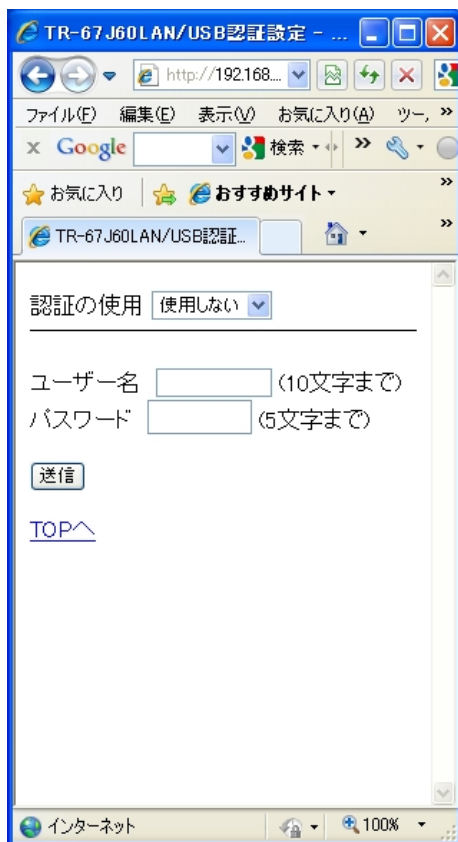 TR-67J60LAN/USB認証設定 - ...
http://192.168....
ファイル(F) 編集(E) 表示(V) お気に入り(A) ツー, »
x Google 検索 »
お気に入り おすすめサイト »
TR-67J60LAN/USB認証... »
認証の使用 使用しない
ユーザー名 (10文字まで)
パスワード (5文字まで)
送信
TOPへ
インターネット 100%